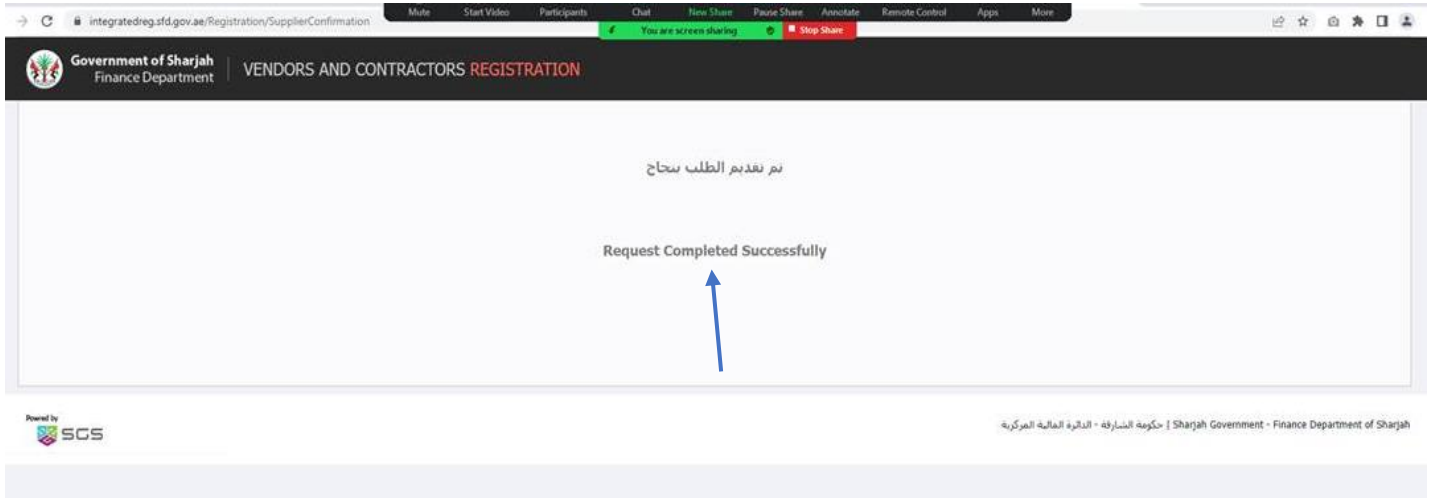 integratedreg.sfd.gov.ae/Registration/SupplierConfirmation
Mute Start Video Participants Chat New Share Pause Share Annotate Remote Control Apps More
You are screen sharing Stop Share
Government of Sharjah
Finance Department
VENDORS AND CONTRACTORS REGISTRATION
تم تقديم الطلب بنجاح
Request Completed Successfully
Powered by
SGS
حكومة الشارقة - الدائرة المالية المركزية | Sharjah Government - Finance Department of Sharjah